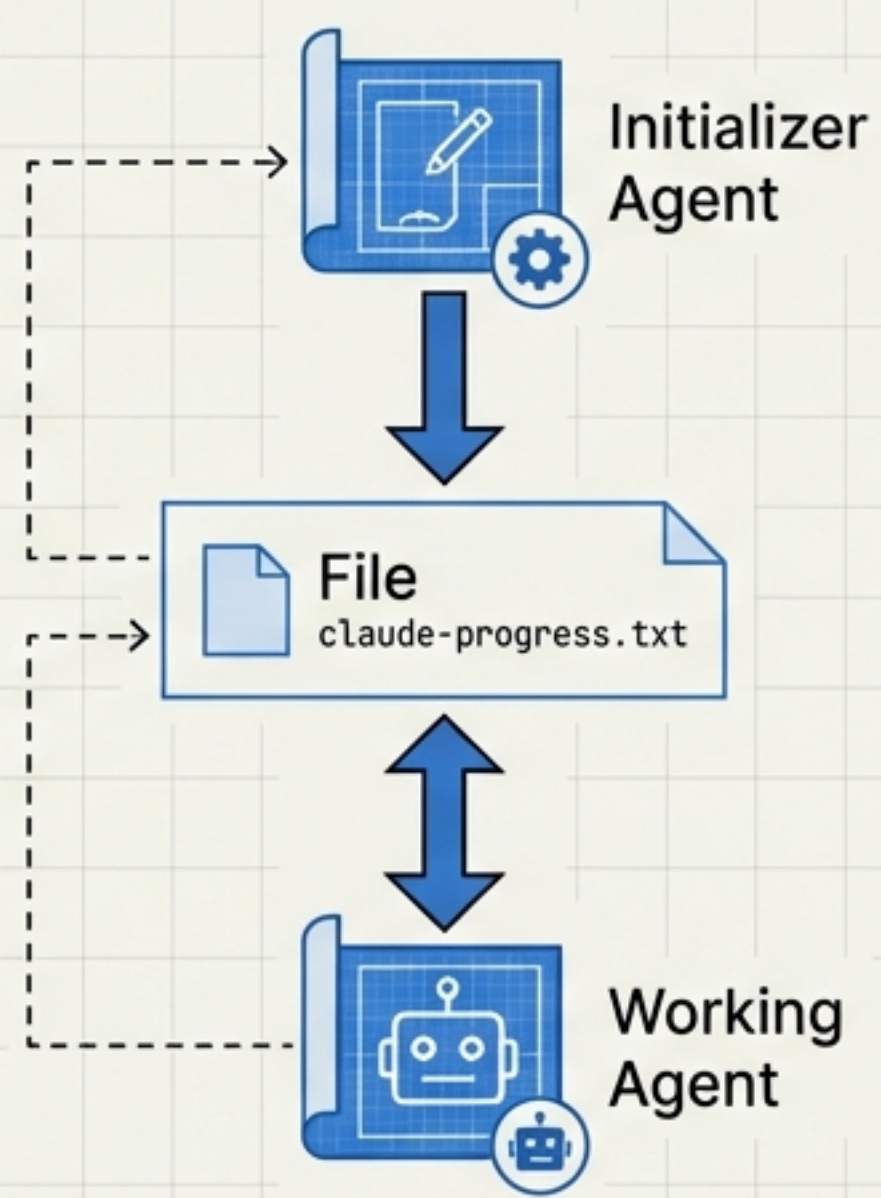 Initializer
Agent
File
claude-progress.txt
Working
Agent